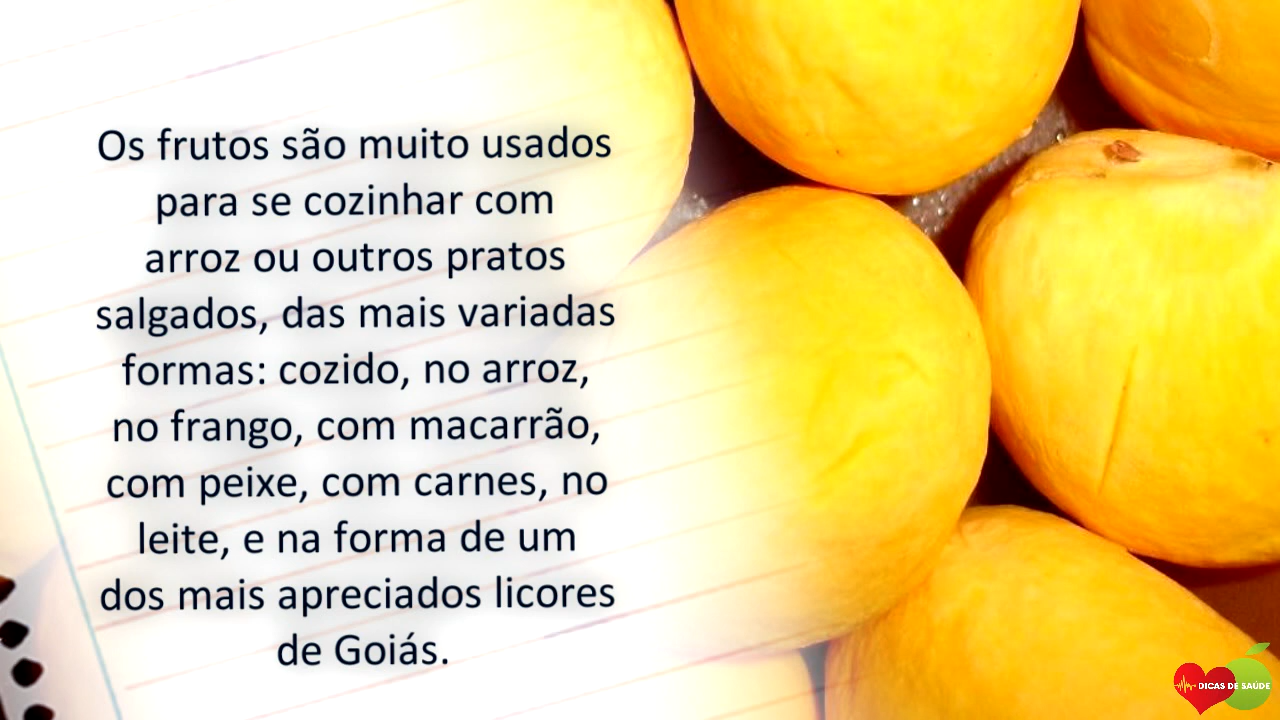 Os frutos são muito usados
para se cozinhar com
arroz ou outros pratos
salgados, das mais variadas
formas: cozido, no arroz,
no frango, com macarrão,
com peixe, com carnes, no
leite, e na forma de um
dos mais apreciados licores
de Goiás.
DICAS DE SAÚDE